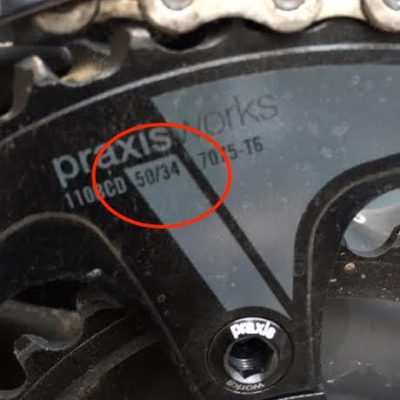 praxisworks
110BCD 50/34 7075-T6
praxis
works